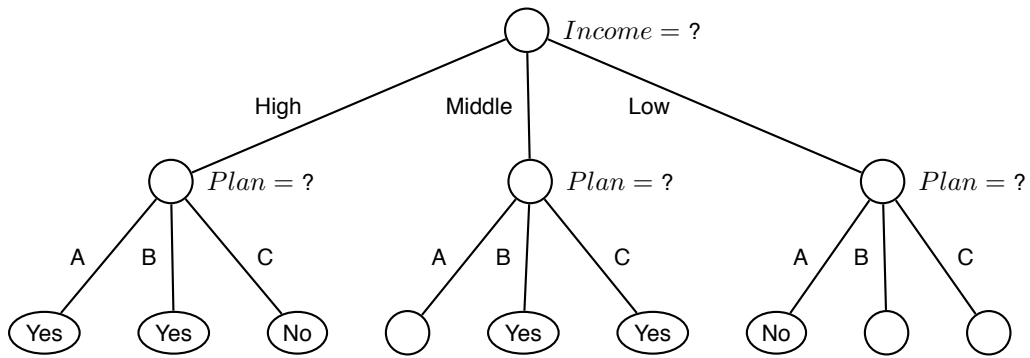 Income = ?
High Middle Low
Plan = ? Plan = ? Plan = ?
A B C A B C A B C
Yes Yes No Yes Yes No